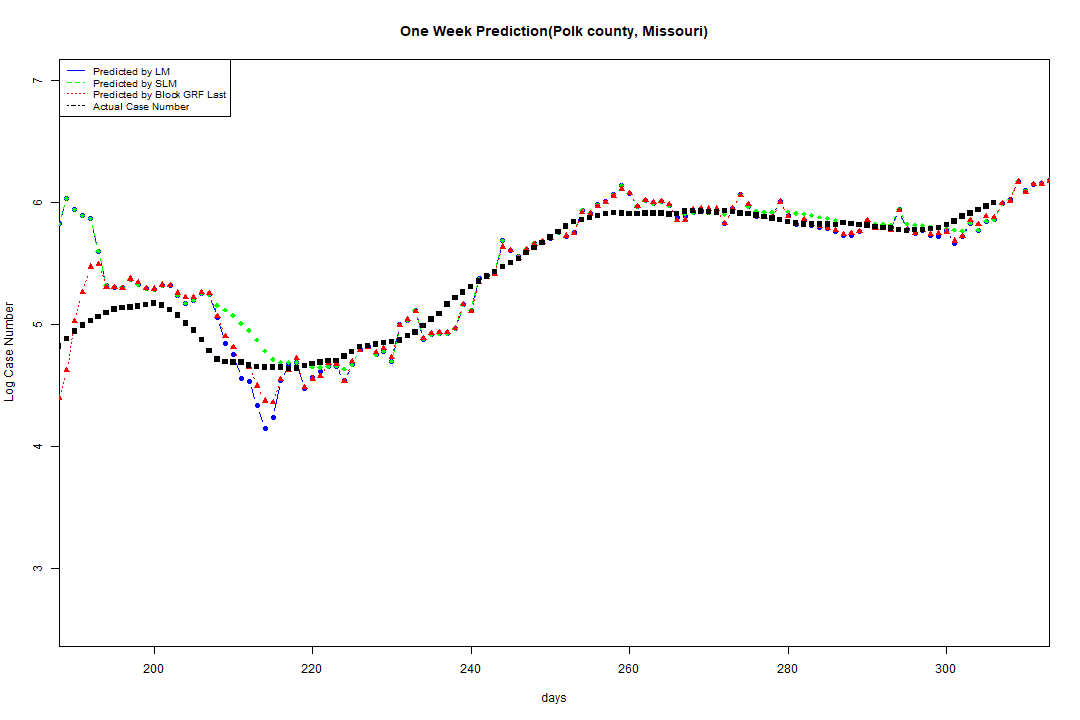 One Week Prediction(Polk county, Missouri)
Predicted by LM
Predicted by SLM
Predicted by Block GRF Last
Actual Case Number
7
6
5
4
3
Log Case Number
200 220 240 260 280 300
days